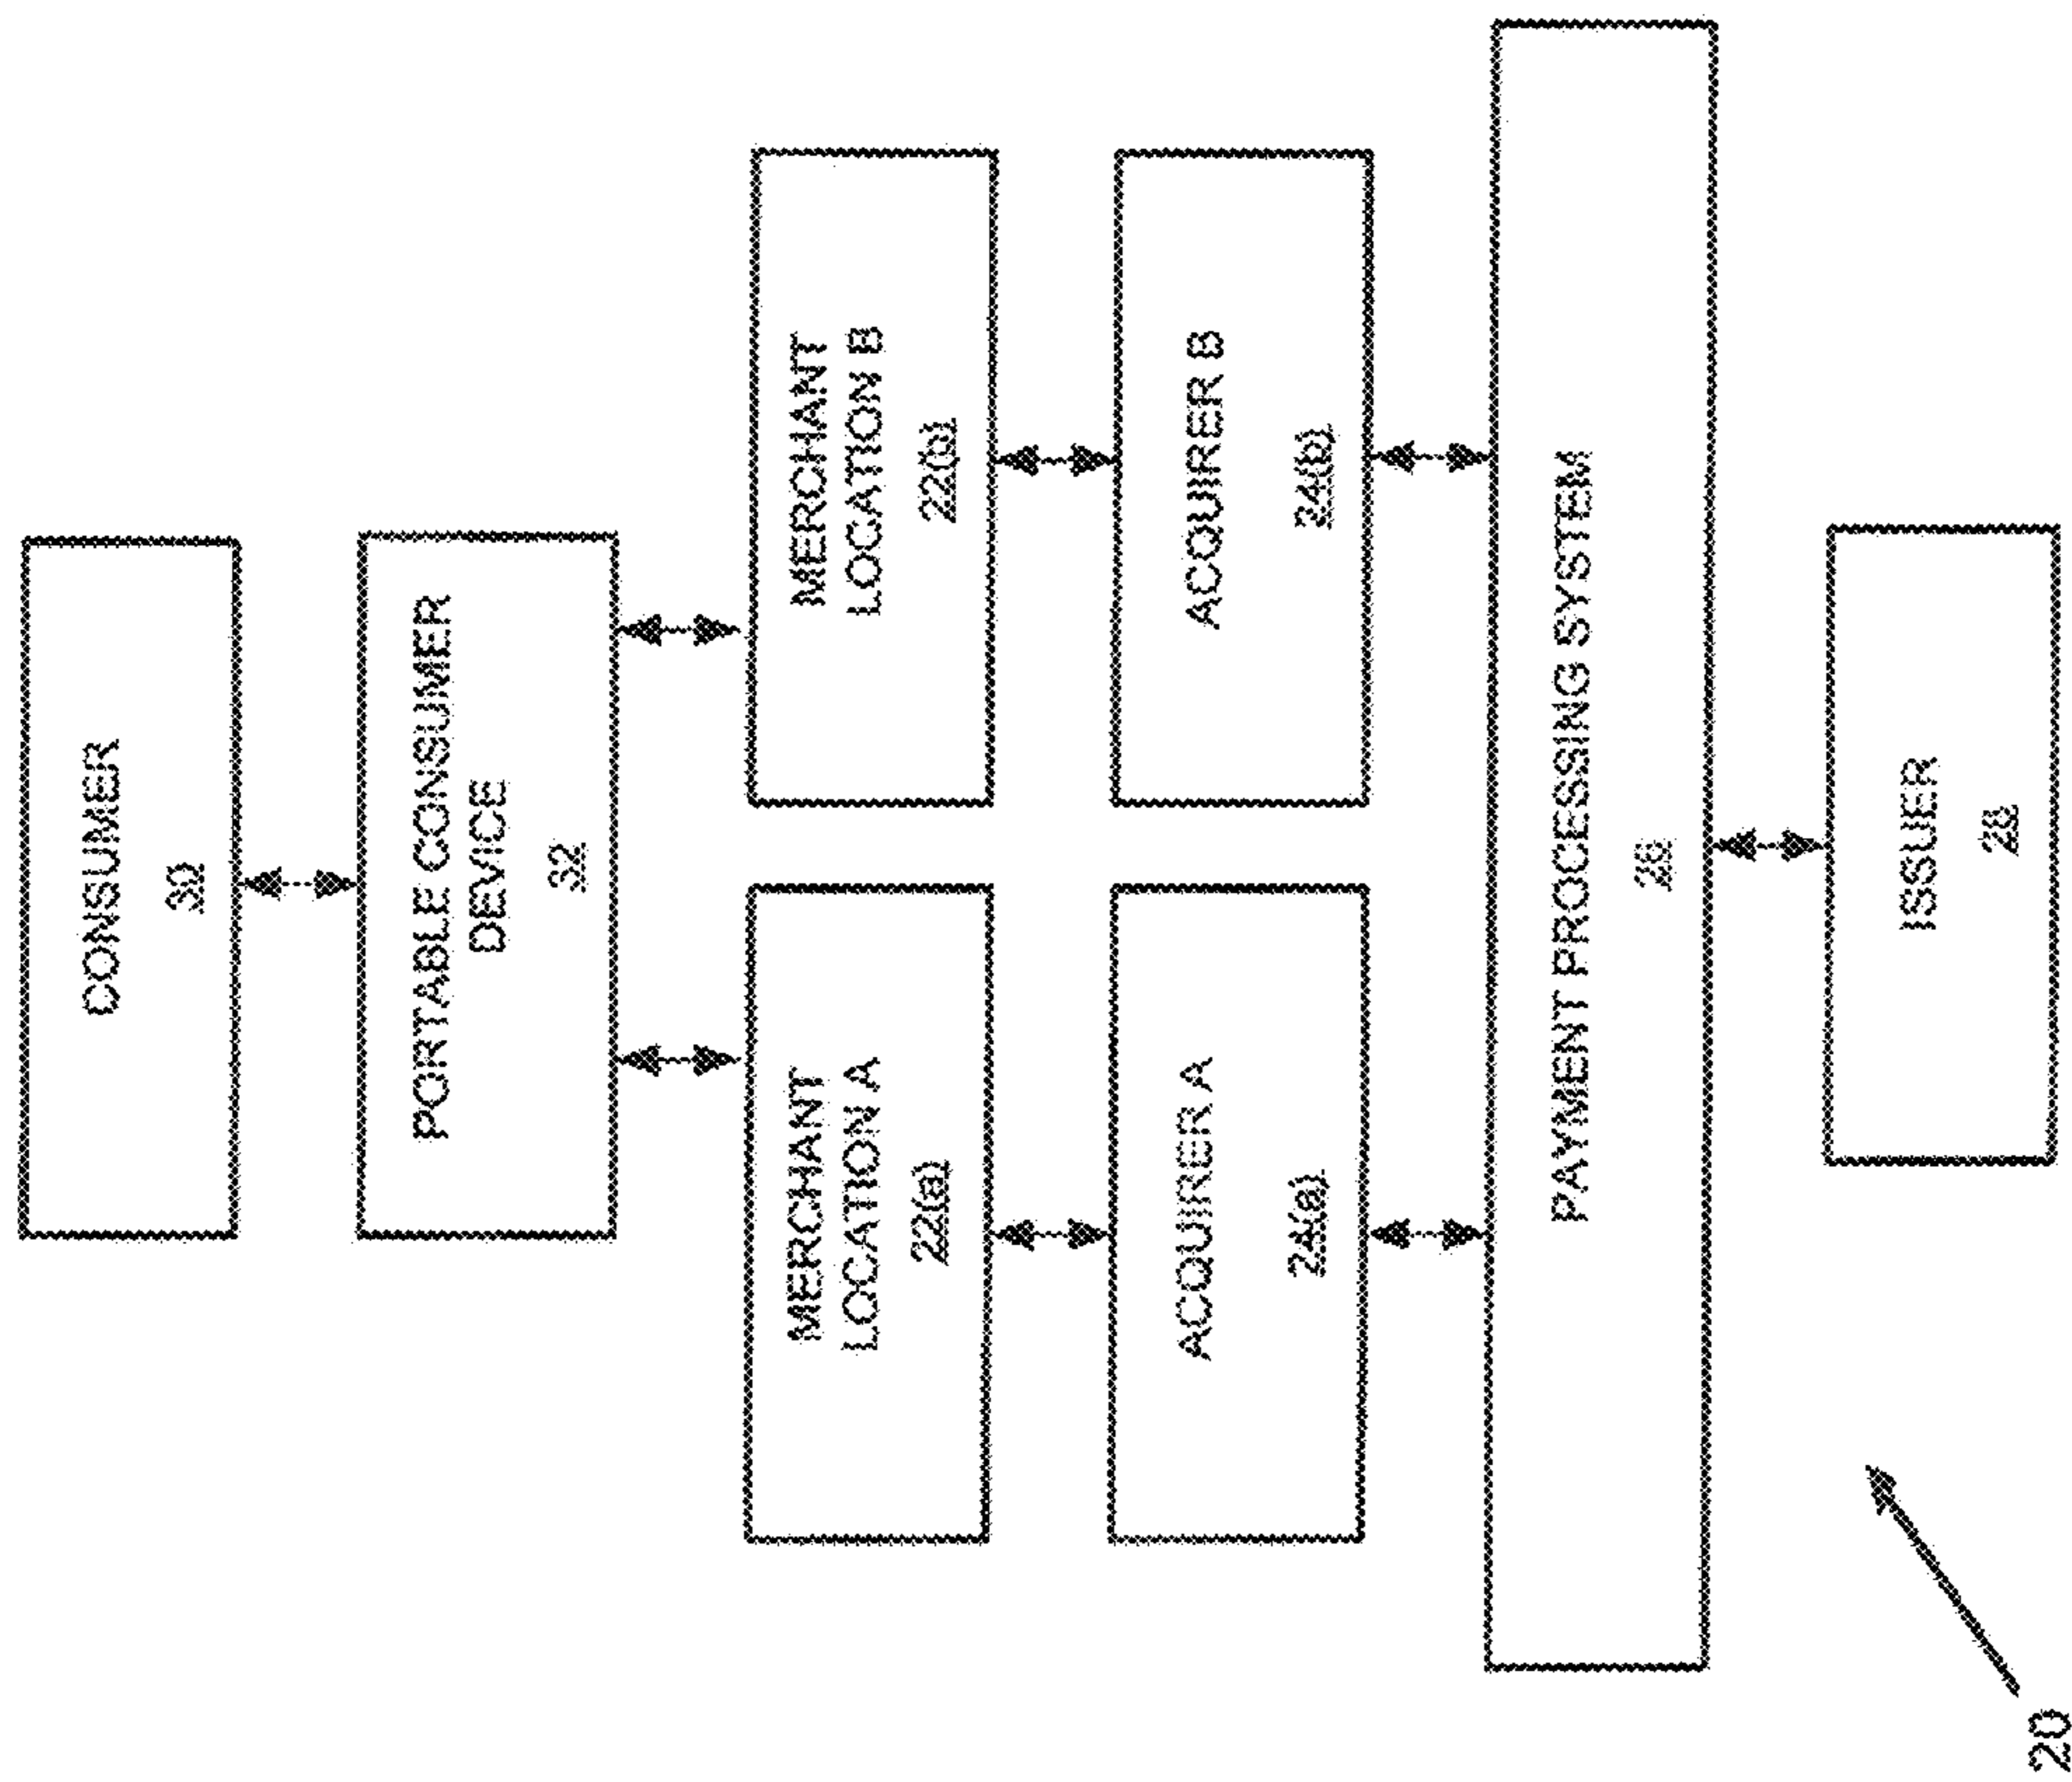 CONSUMER
30
PORTABLE CONSUMER
DEVICE
32
MERCHANT
LOCATION A
22(a)
MERCHANT
LOCATION B
22(b)
ACQUIRER A
24(a)
ACQUIRER B
24(b)
PAYMENT PROCESSING SYSTEM
ISSUER
28
20